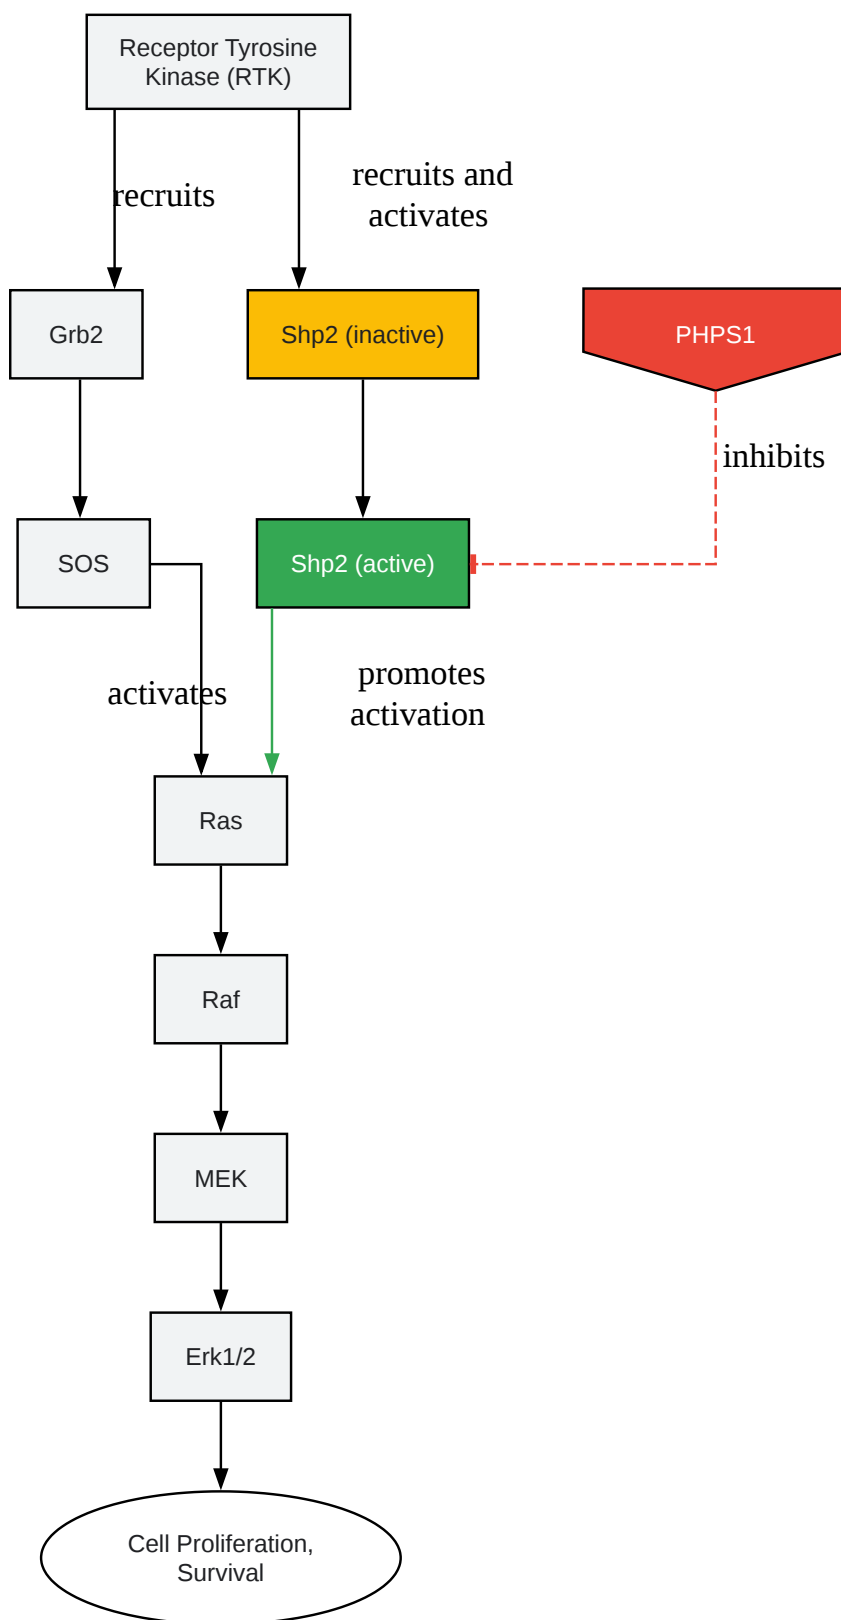 Receptor Tyrosine
Kinase (RTK)
recruits
recruits and
activates
Grb2
Shp2 (inactive)
PHPS1
inhibits
SOS
Shp2 (active)
activates
promotes
activation
Ras
Raf
MEK
Erk1/2
Cell Proliferation,
Survival